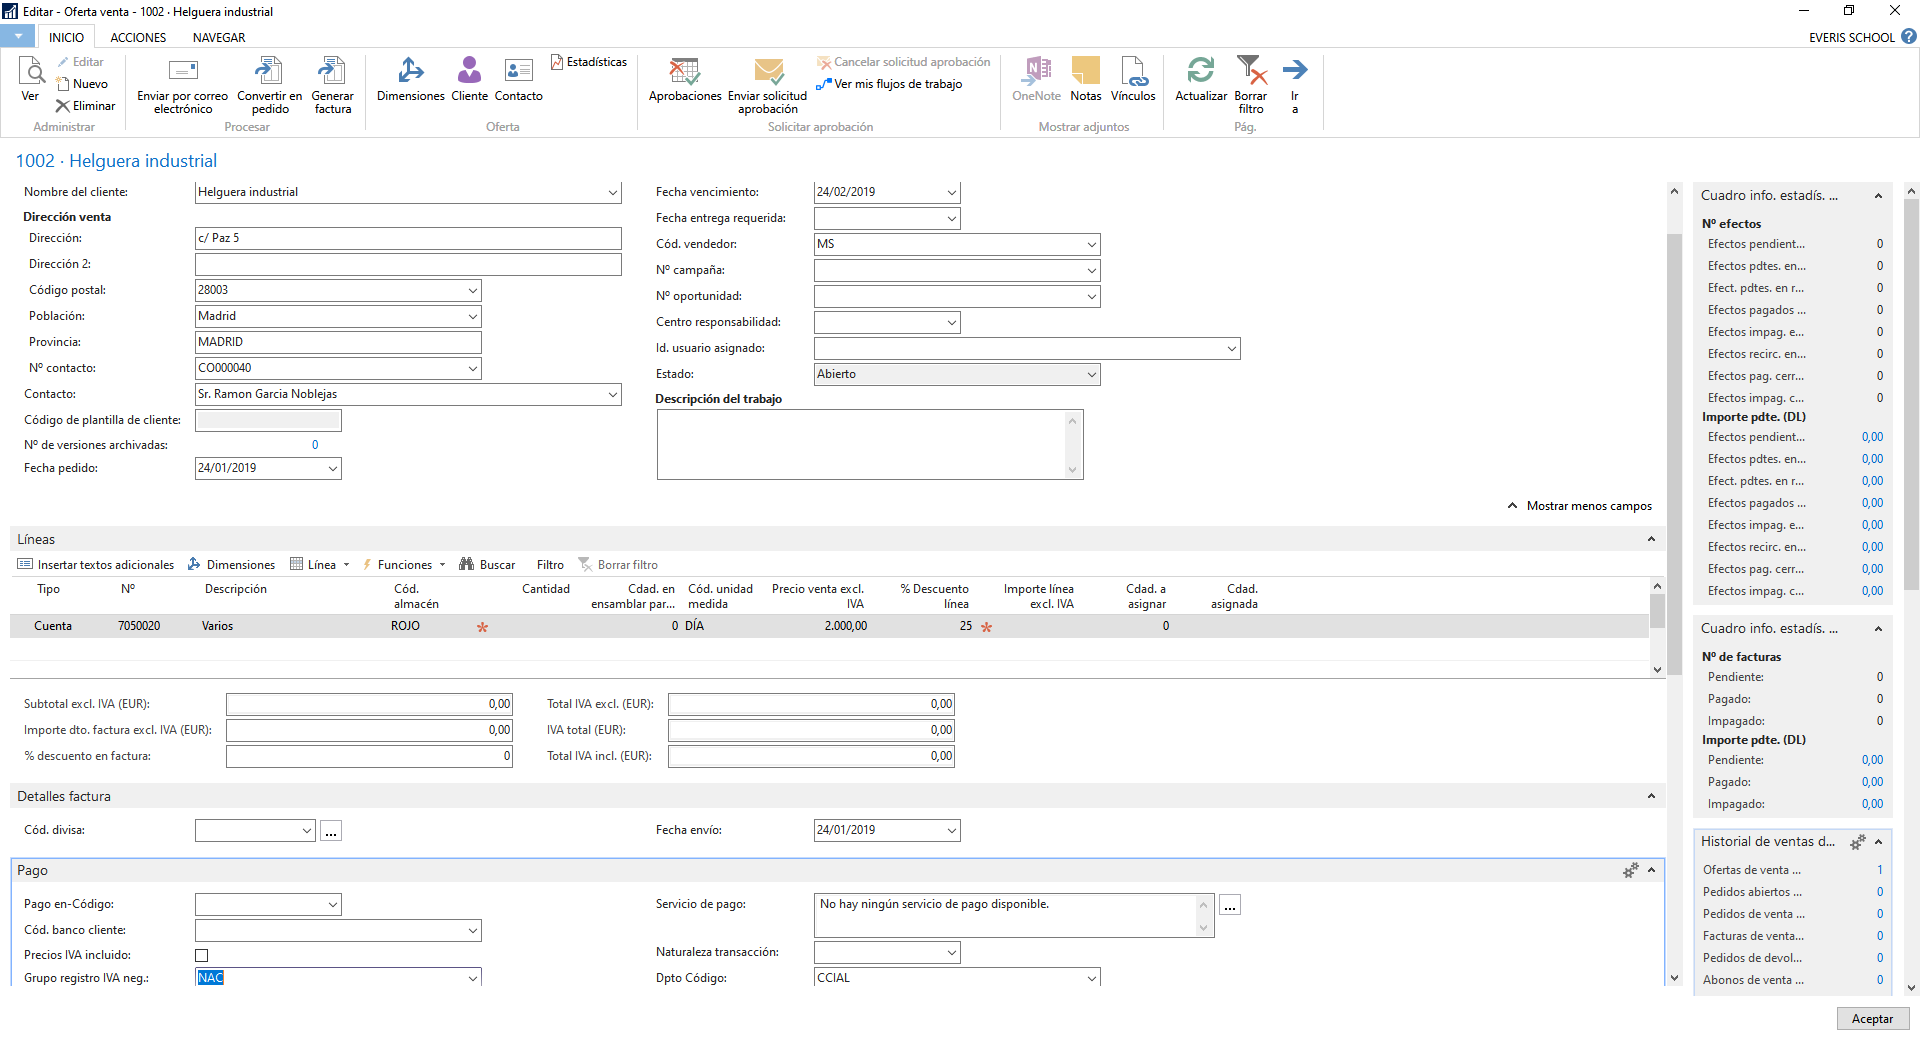 Editar - Oferta venta - 1002 · Helguera industrial
INICIO ACCIONES NAVEGAR
EVERIS SCHOOL ?
Ver
Editar
Nuevo
Eliminar
Administrar
Enviar por correo electrónico
Convertir en pedido
Generar factura
Procesar
Dimensiones
Cliente
Contacto
Estadísticas
Oferta
Aprobaciones
Enviar solicitud aprobación
Cancelar solicitud aprobación
Ver mis flujos de trabajo
Solicitar aprobación
OneNote
Notas
Vínculos
Mostrar adjuntos
Actualizar
Borrar filtro
Ir a
Pág.
1002 · Helguera industrial
Nombre del cliente: Helguera industrial
Dirección venta
Dirección: c/ Paz 5
Dirección 2:
Código postal: 28003
Población: Madrid
Provincia: MADRID
Nº contacto: CO000040
Contacto: Sr. Ramon Garcia Noblejas
Código de plantilla de cliente:
Nº de versiones archivadas: 0
Fecha pedido: 24/01/2019
Fecha vencimiento: 24/02/2019
Fecha entrega requerida:
Cód. vendedor: MS
Nº campaña:
Nº oportunidad:
Centro responsabilidad:
Id. usuario asignado:
Estado: Abierto
Descripción del trabajo
Mostrar menos campos
Líneas
Insertar textos adicionales Dimensiones Línea Funciones Buscar Filtro Borrar filtro
Tipo Nº Descripción Cód. almacén Cantidad Cdad. en ensamblar par... Cód. unidad medida Precio venta excl. IVA % Descuento línea Importe línea excl. IVA Cdad. a asignar Cdad. asignada
Cuenta 7050020 Varios ROJO * 0 DÍA 2.000,00 25 * 0
Subtotal excl. IVA (EUR): 0,00
Importe dto. factura excl. IVA (EUR): 0,00
% descuento en factura: 0
Total IVA excl. (EUR): 0,00
IVA total (EUR): 0,00
Total IVA incl. (EUR): 0,00
Detalles factura
Cód. divisa: ...
Fecha envío: 24/01/2019
Pago
Pago en-Código:
Cód. banco cliente:
Precios IVA incluido:
Grupo registro IVA neg.: NAC
Servicio de pago: No hay ningún servicio de pago disponible. ...
Naturaleza transacción:
Dpto Código: CCIAL
Cuadro info. estadís. ...
Nº efectos
Efectos pendient... 0
Efectos pdtes. en... 0
Efect. pdtes. en r... 0
Efectos pagados ... 0
Efectos impag. e... 0
Efectos recirc. en... 0
Efectos pag. cerr... 0
Efectos impag. c... 0
Importe pdte. (DL)
Efectos pendient... 0,00
Efectos pdtes. en... 0,00
Efect. pdtes. en r... 0,00
Efectos pagados ... 0,00
Efectos impag. e... 0,00
Efectos recirc. en... 0,00
Efectos pag. cerr... 0,00
Efectos impag. c... 0,00
Cuadro info. estadís. ...
Nº de facturas
Pendiente: 0
Pagado: 0
Impagado: 0
Importe pdte. (DL)
Pendiente: 0,00
Pagado: 0,00
Impagado: 0,00
Historial de ventas d...
Ofertas de venta ... 1
Pedidos abiertos ... 0
Pedidos de venta ... 0
Facturas de venta... 0
Pedidos de devol... 0
Abonos de venta ... 0
Aceptar